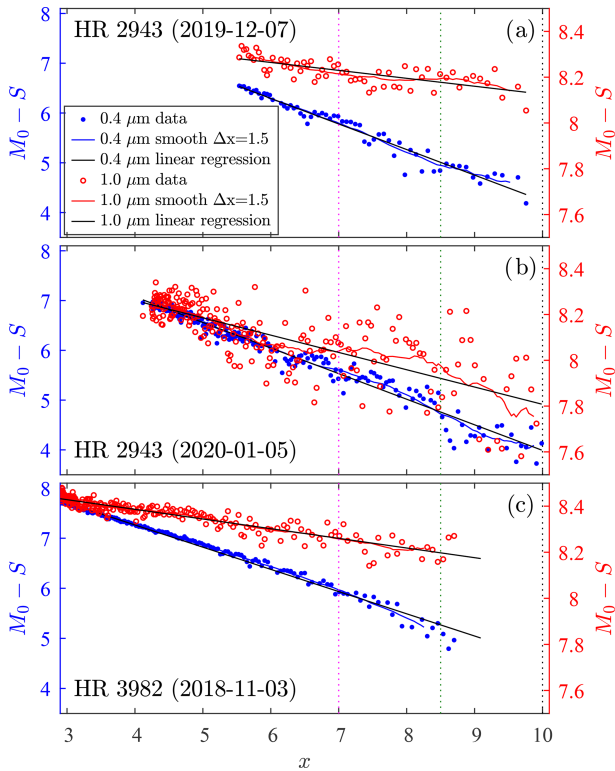 HR 2943 (2019-12-07)
(a)
8
7
6
5
4
M₀ − S
8.4
8.2
8
7.8
7.6
M₀ − S
0.4 μm data
0.4 μm smooth Δx=1.5
0.4 μm linear regression
1.0 μm data
1.0 μm smooth Δx=1.5
1.0 μm linear regression
(b)
8
7
6
5
4
M₀ − S
8.4
8.2
8
7.8
7.6
M₀ − S
HR 2943 (2020-01-05)
(c)
8
7
6
5
4
M₀ − S
8.4
8.2
8
7.8
7.6
M₀ − S
HR 3982 (2018-11-03)
3 4 5 6 7 8 9 10
x